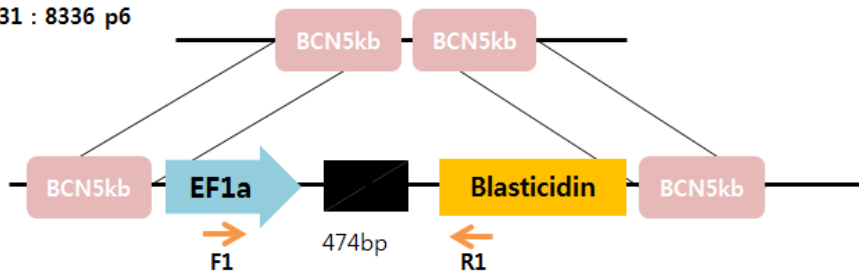 31 : 8336 p6
BCN5kb BCN5kb
BCN5kb EF1a Blasticidin BCN5kb
474bp
F1 R1